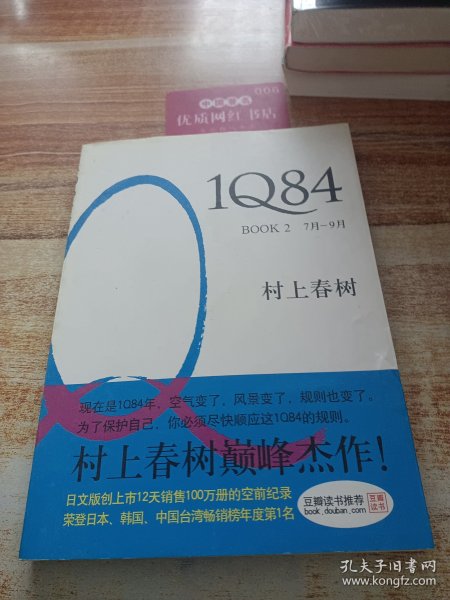 006
中国著名
优质网红书店
1Q84
BOOK 2 7月-9月
村上春树
现在是1Q84年，空气变了，风景变了，规则也变了。
为了保护自己，你必须尽快顺应这1Q84的规则。
村上春树巅峰杰作!
日文版创上市12天销售100万册的空前纪录
荣登日本、韩国、中国台湾畅销榜年度第1名
豆瓣读书推荐
book.douban.com
豆瓣
读书
孔夫子旧书网
www.kongfz.com